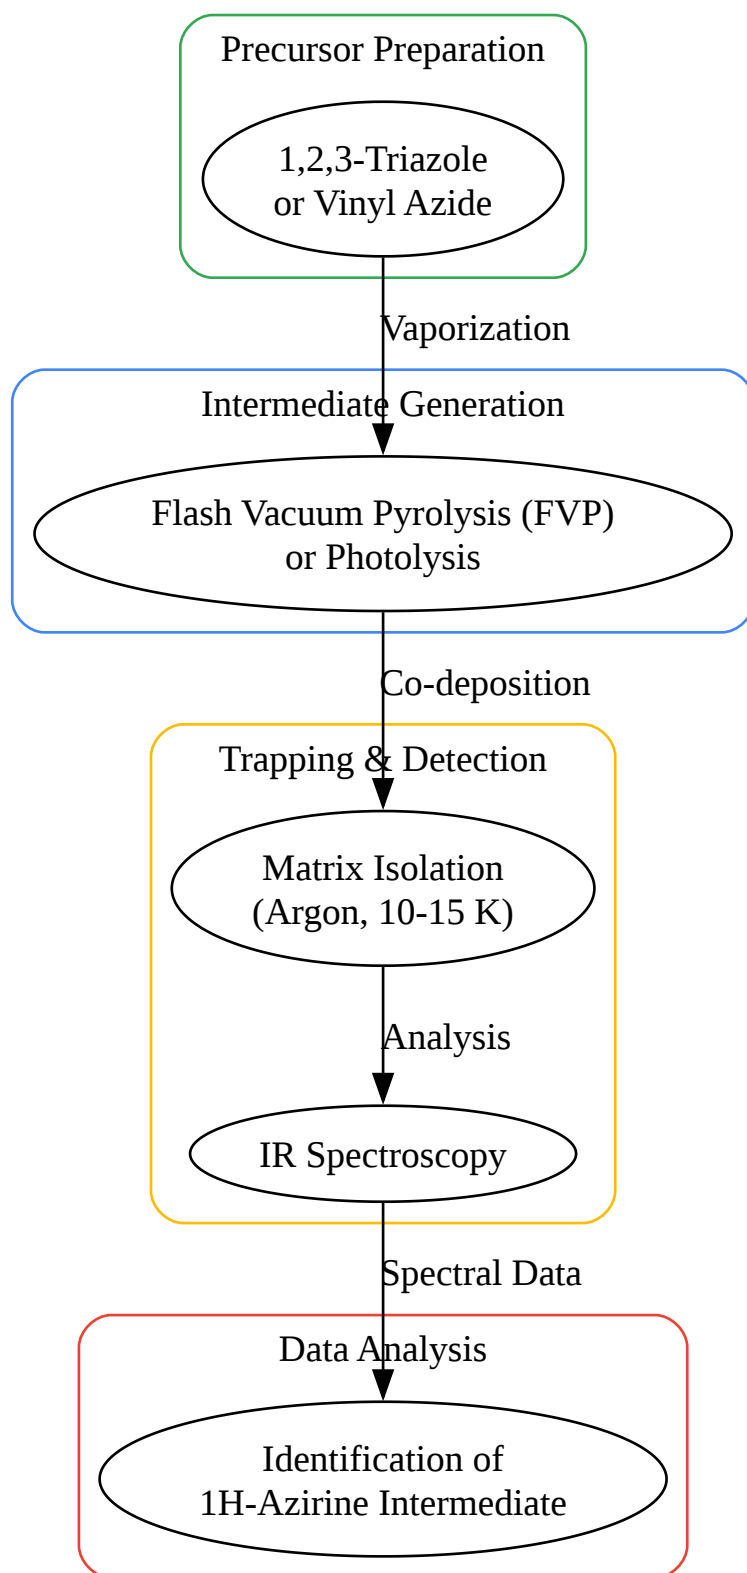 Precursor Preparation
1,2,3-Triazole
or Vinyl Azide
Vaporization
Intermediate Generation
Flash Vacuum Pyrolysis (FVP)
or Photolysis
Co-deposition
Trapping & Detection
Matrix Isolation
(Argon, 10-15 K)
Analysis
IR Spectroscopy
Spectral Data
Data Analysis
Identification of
1H-Azirine Intermediate